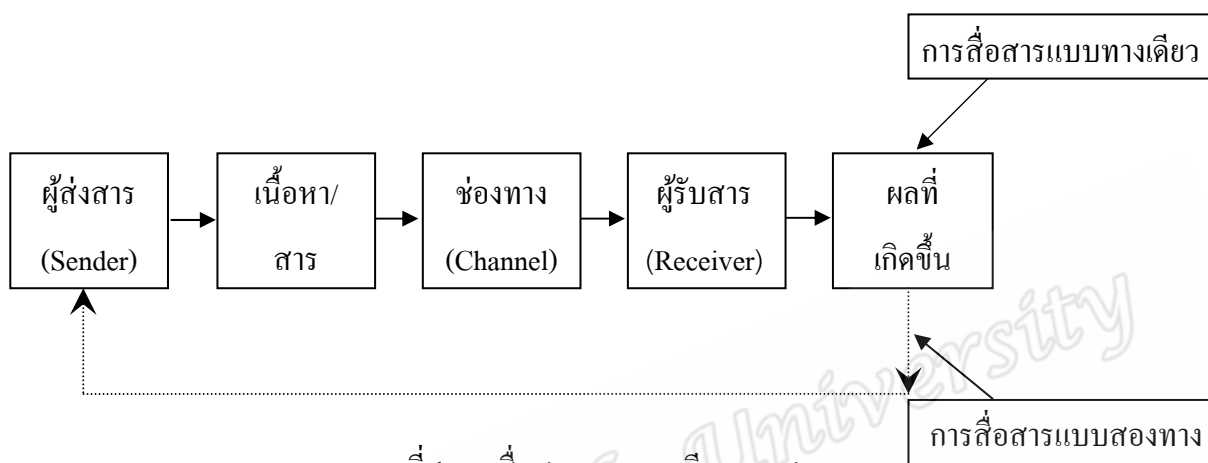 การสื่อสารแบบทางเดียว
ผู้ส่งสาร
(Sender)
เนื้อหา/
สาร
ช่องทาง
(Channel)
ผู้รับสาร
(Receiver)
ผลที่
เกิดขึ้น
University
การสื่อสารแบบสองทาง